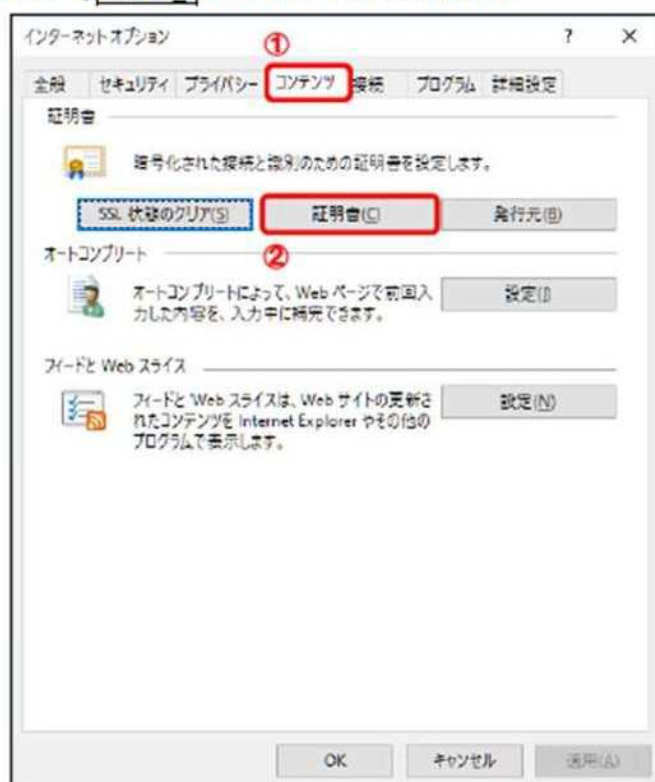 インターネット オプション
?
×
①
全般 セキュリティ プライバシー コンテンツ 接続 プログラム 詳細設定
証明書
暗号化された接続と識別のための証明書を設定します。
SSL 状態のクリア(S) 証明書(C) 発行元(B)
②
オートコンプリート
オートコンプリートによって、Web ページで前回入
力した内容を、入力中に補完できます。
設定(I)
フィードと Web スライス
フィードと Web スライスは、Web サイトの更新さ
れたコンテンツを Internet Explorer やその他の
プログラムで表示します。
設定(N)
OK キャンセル 適用(A)